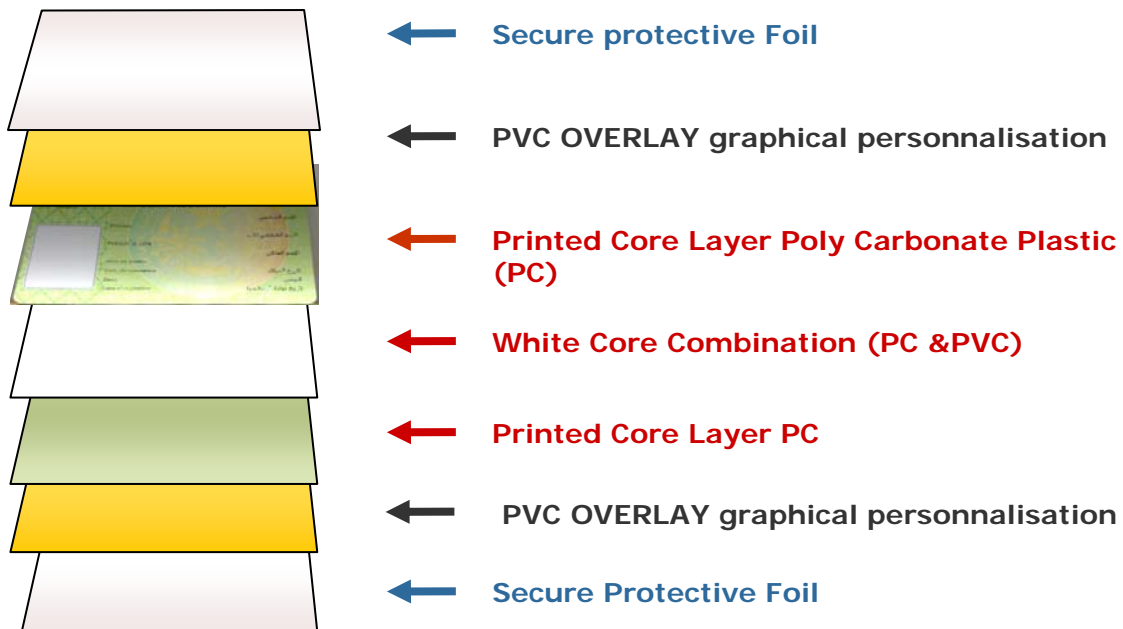 Secure protective Foil
PVC OVERLAY graphical personnalisation
Printed Core Layer Poly Carbonate Plastic
(PC)
White Core Combination (PC &PVC)
Printed Core Layer PC
PVC OVERLAY graphical personnalisation
Secure Protective Foil